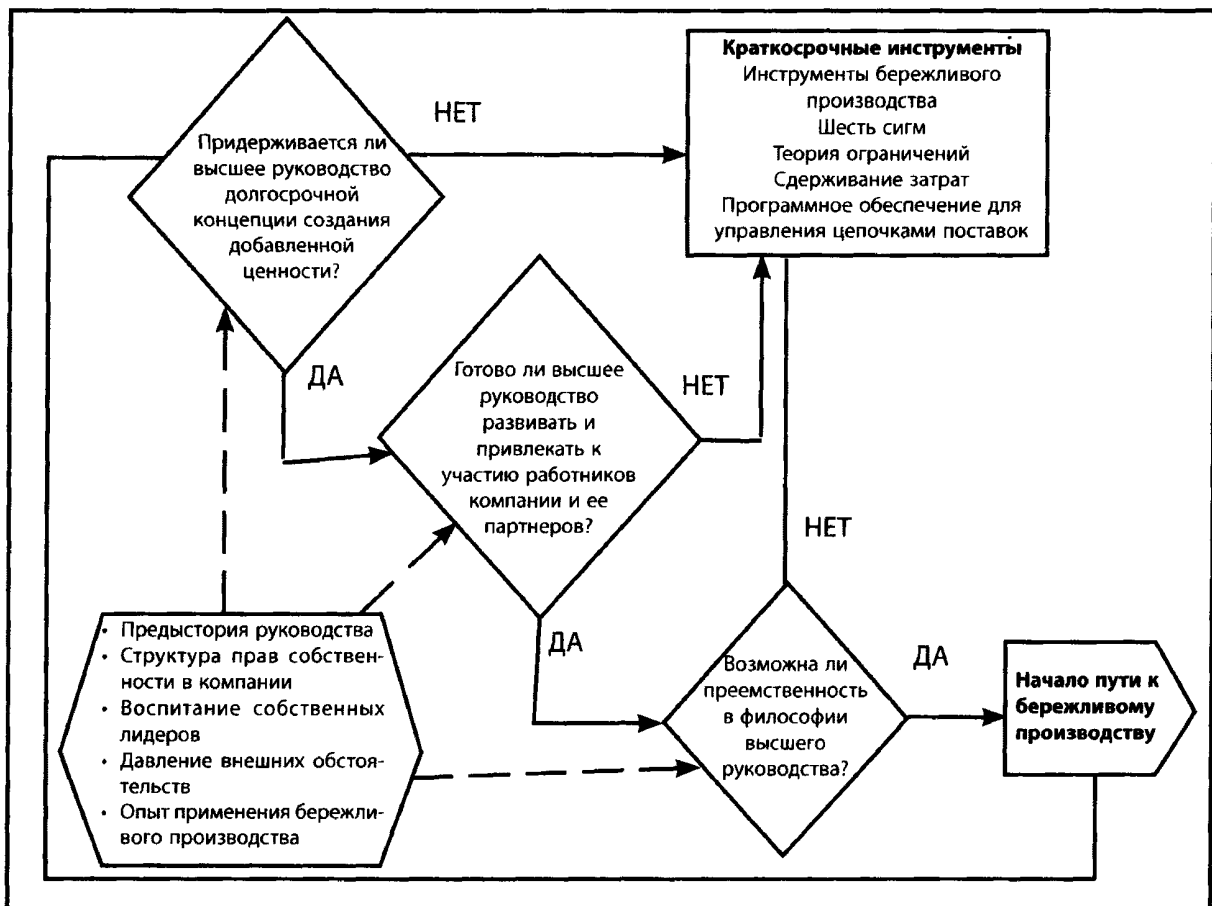 Придерживается ли
высшее руководство
долгосрочной
концепции создания
добавленной
ценности?
НЕТ
Краткосрочные инструменты
Инструменты бережливого
производства
Шесть сигм
Теория ограничений
Сдерживание затрат
Программное обеспечение для
управления цепочками поставок
ДА
Готово ли высшее
руководство
развивать и
привлекать к
участию работников
компании и ее
партнеров?
НЕТ
НЕТ
ДА
• Предыстория руководства
• Структура прав собствен-
ности в компании
• Воспитание собственных
лидеров
• Давление внешних обстоя-
тельств
• Опыт применения бережли-
вого производства
Возможна ли
преемственность
в философии
высшего
руководства?
ДА
Начало пути к
бережливому
производству